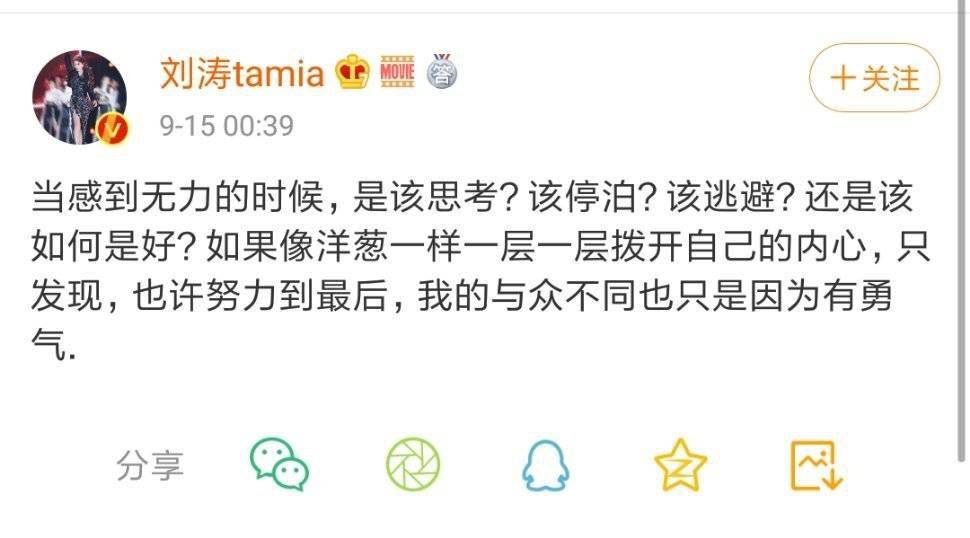 刘涛tamia MOVIE 答
+关注
9-15 00:39
当感到无力的时候，是该思考？该停泊？该逃避？还是该
如何是好？如果像洋葱一样一层一层拨开自己的内心，只
发现，也许努力到最后，我的与众不同也只是因为有勇
气.
分享